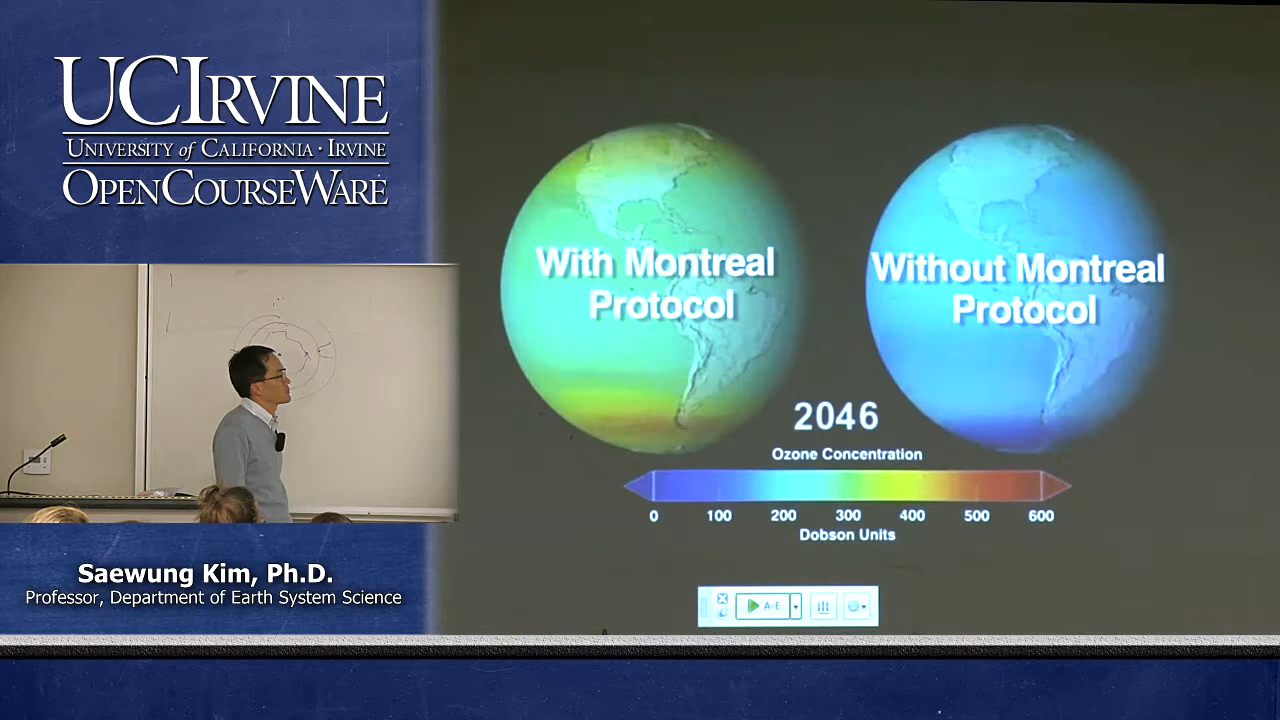 UCIRVINE
UNIVERSITY of CALIFORNIA · IRVINE
OPENCOURSEWARE
Saewung Kim, Ph.D.
Professor, Department of Earth System Science
With Montreal
Protocol
Without Montreal
Protocol
2046
Ozone Concentration
0 100 200 300 400 500 600
Dobson Units
A-E